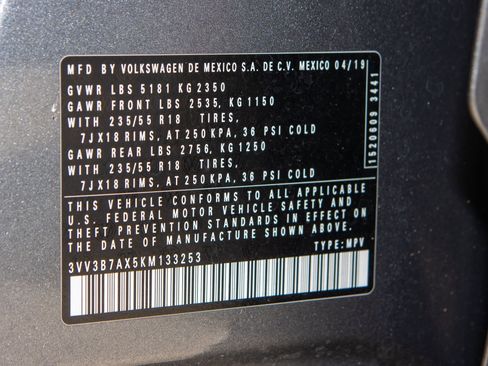 MFD BY VOLKSWAGEN DE MEXICO S.A. DE C.V. MEXICO 04/19
GVWR LBS 5181 KG 2350
GAWR FRONT LBS 2535, KG 1150
WITH 235/55 R18 TIRES,
7JX18 RIMS, AT 250 KPA, 36 PSI COLD
GAWR REAR LBS 2756, KG 1250
WITH 235/55 R18 TIRES,
7JX18 RIMS, AT 250 KPA, 36 PSI COLD
THIS VEHICLE CONFORMS TO ALL APPLICABLE
U.S. FEDERAL MOTOR VEHICLE SAFETY AND
THEFT PREVENTION STANDARDS IN EFFECT ON
THE DATE OF MANUFACTURE SHOWN ABOVE.
3VV3B7AX5KM133253 TYPE: MPV
1520609 3441